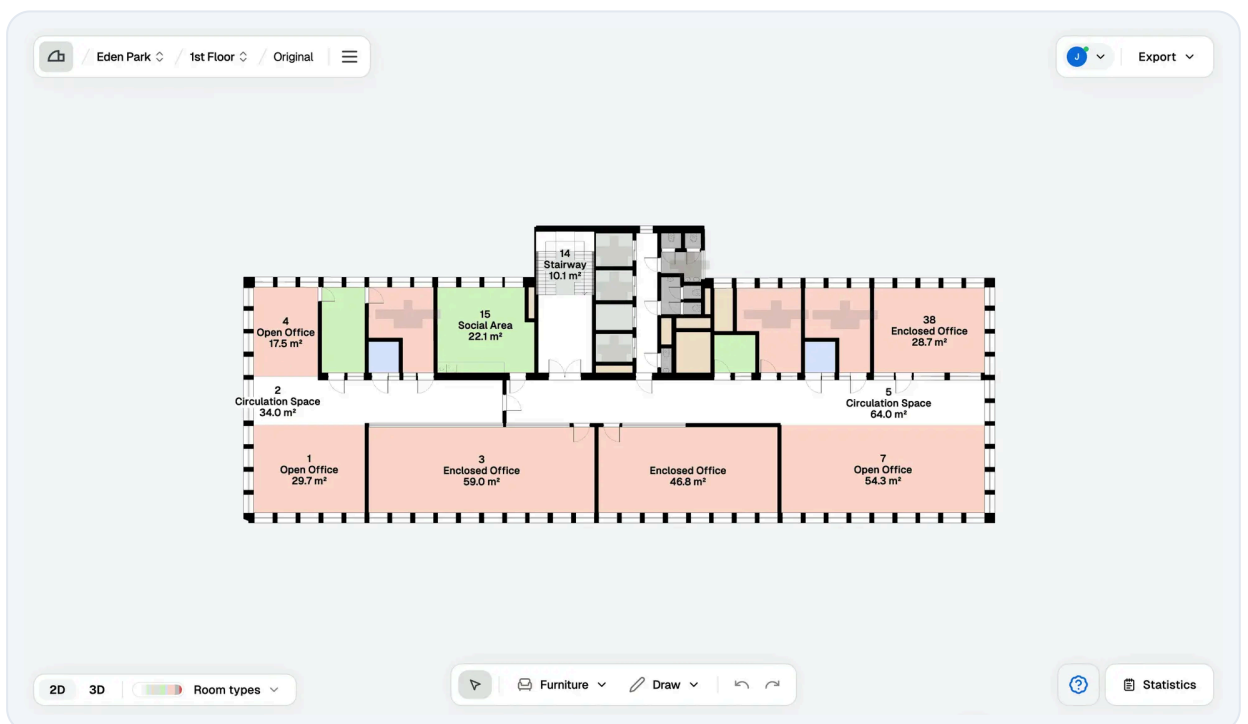 Eden Park
1st Floor
Original
J
Export
14
Stairway
10.1 m²
4
Open Office
17.5 m²
15
Social Area
22.1 m²
38
Enclosed Office
28.7 m²
2
Circulation Space
34.0 m²
5
Circulation Space
64.0 m²
1
Open Office
29.7 m²
3
Enclosed Office
59.0 m²
Enclosed Office
46.8 m²
7
Open Office
54.3 m²
2D
3D
Room types
Furniture
Draw
?
Statistics